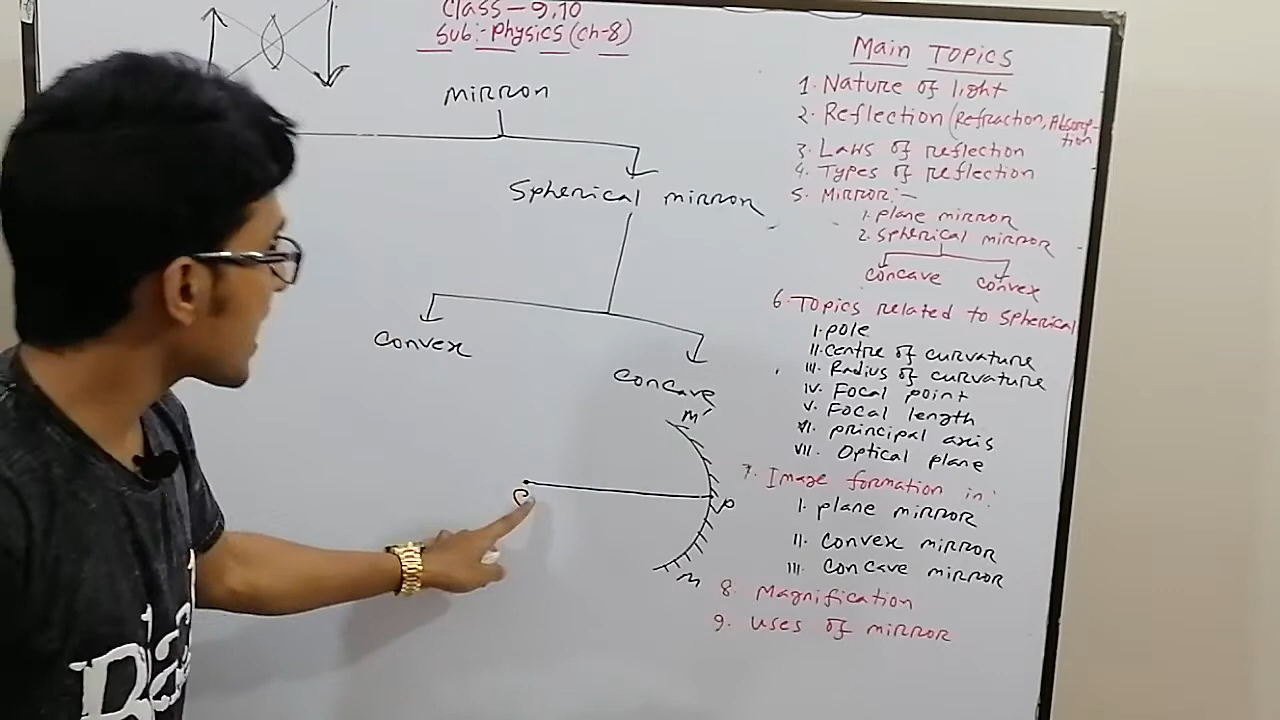 Class - 9,10
Sub:- Physics (ch-8)
Mirror
Spherical mirror
Convex
Concave
M'
C
P
M
Main Topics
1. Nature of light
2. Reflection (Refraction, Absorp-
tion
3. Laws of reflection
4. Types of reflection
5. Mirror:-
1. plane mirror
2. spherical mirror
concave convex
6. Topics related to spherical
I. pole
II. centre of curvature
III. Radius of curvature
IV. Focal point
V. Focal length
VI. principal axis
VII. Optical plane
7. Image formation in:
I. plane mirror
II. convex mirror
III. concave mirror
8. Magnification
9. Uses of mirror